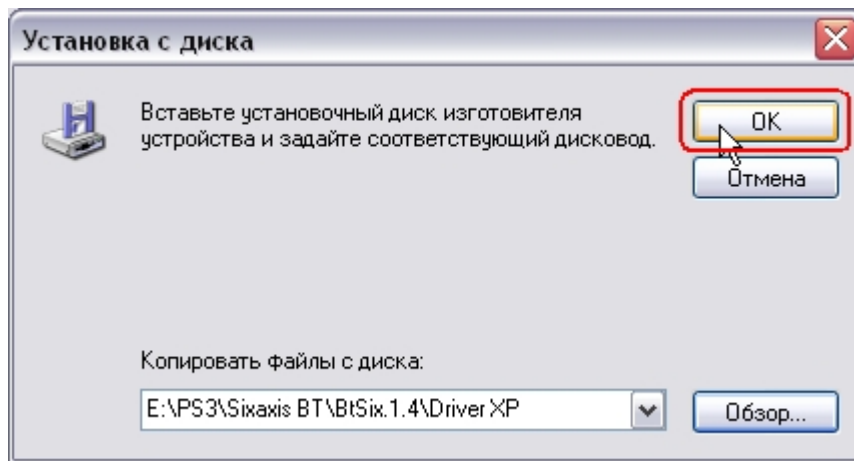 Установка с диска
Вставьте установочный диск изготовителя
устройства и задайте соответствующий дисковод.
OK
Отмена
Копировать файлы с диска:
E:\PS3\Sixaxis BT\BtSix.1.4\Driver XP
Обзор...